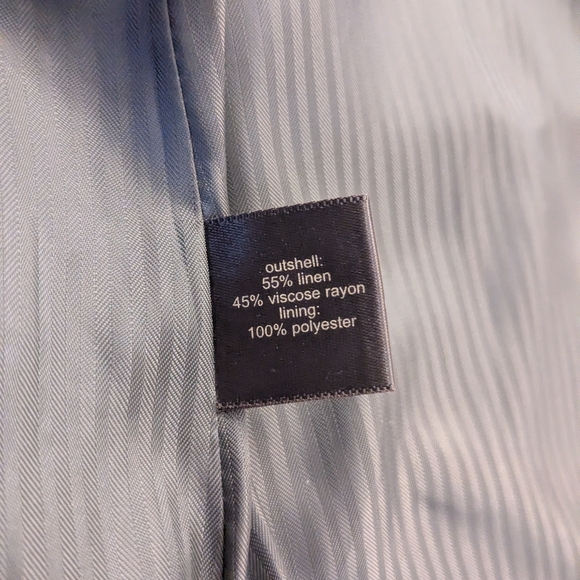 outshell:
55% linen
45% viscose rayon
lining:
100% polyester